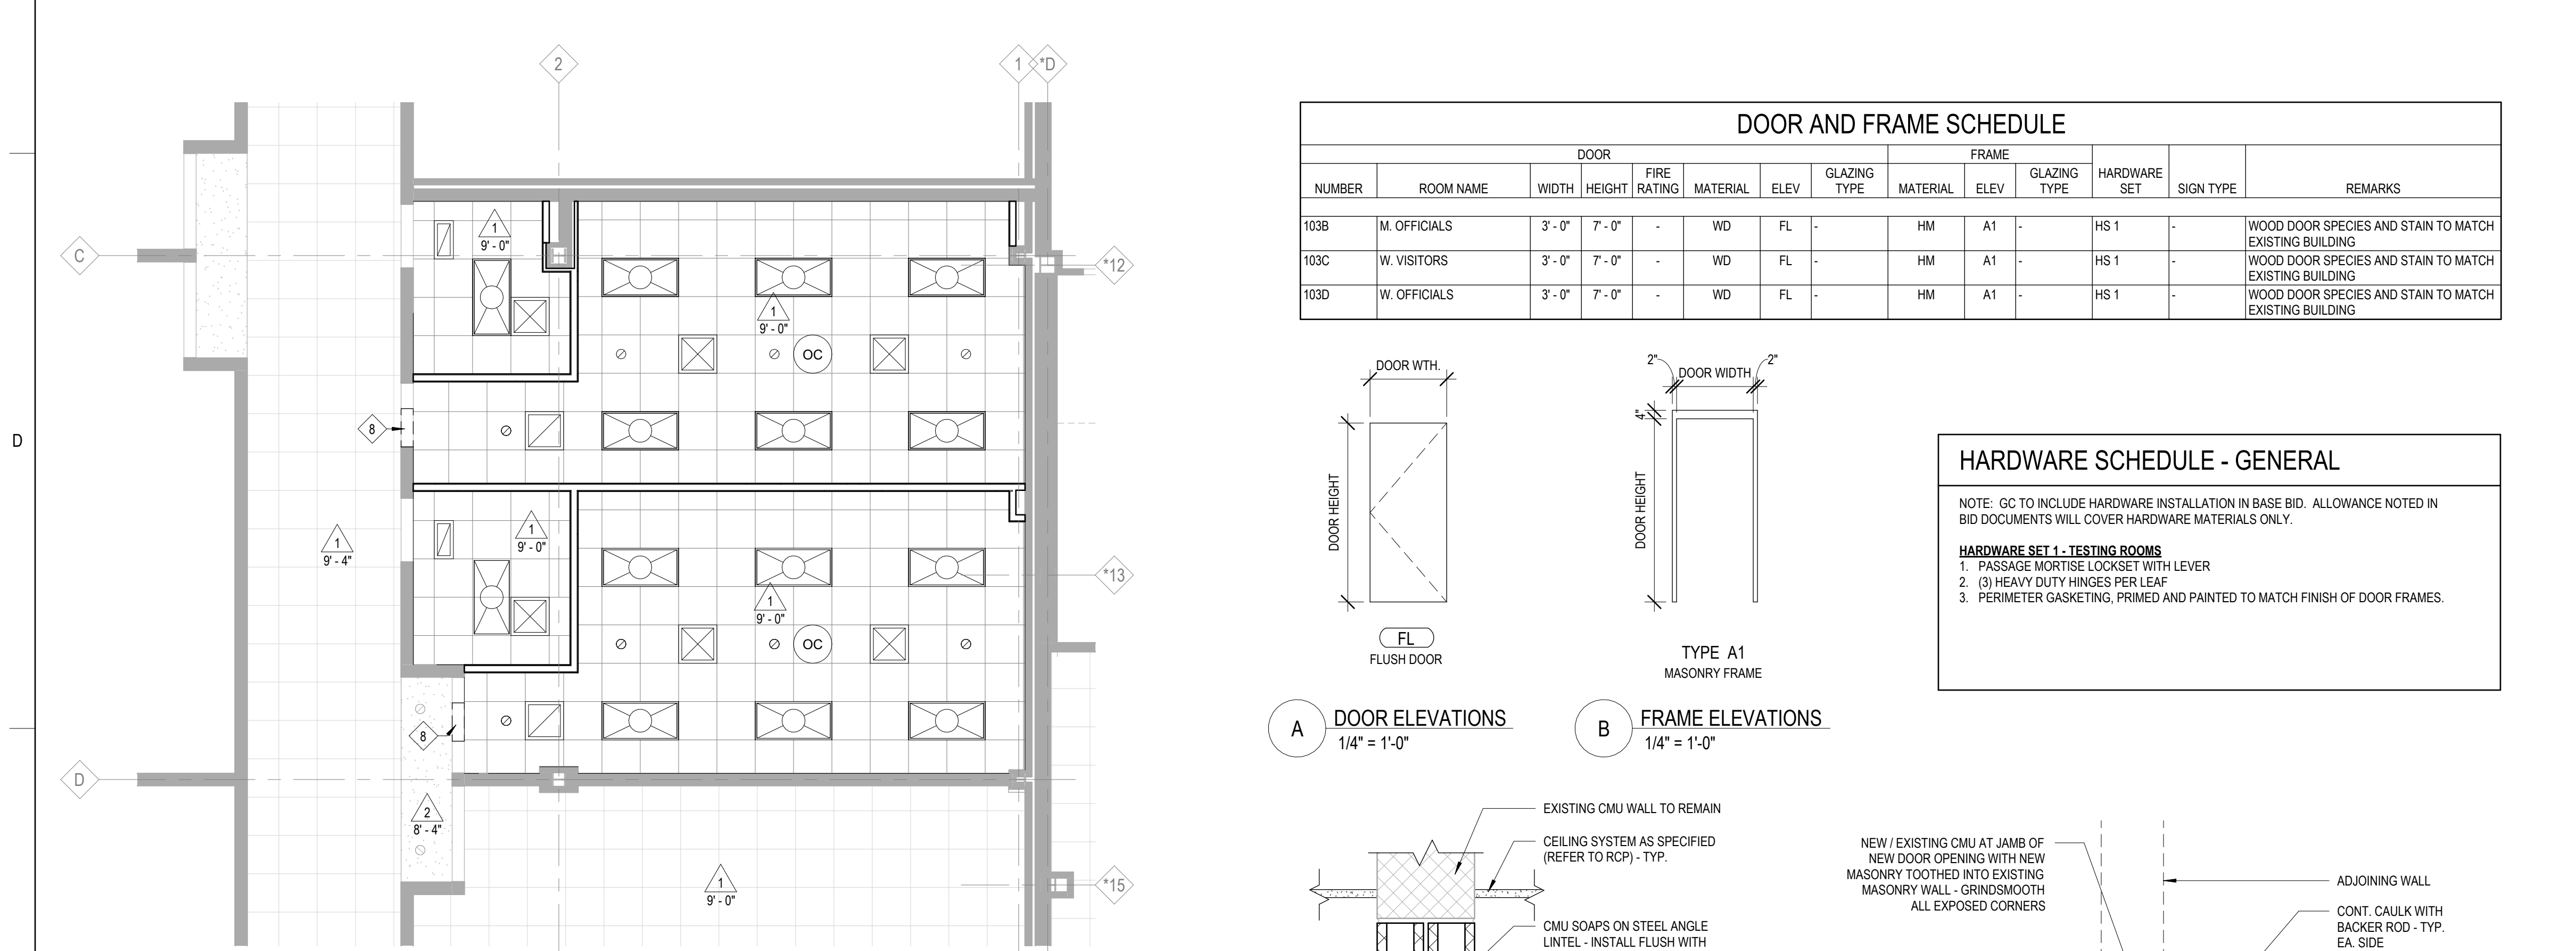 2
1
*D
C
1
9' - 0"
*12
1
9' - 0"
OC
8
D
1
9' - 4"
1
9' - 0"
*13
1
9' - 0"
OC
8
D
2
8' - 4"
1
9' - 0"
*15
DOOR AND FRAME SCHEDULE
DOOR FRAME
NUMBER ROOM NAME WIDTH HEIGHT FIRE RATING MATERIAL ELEV GLAZING TYPE MATERIAL ELEV GLAZING TYPE HARDWARE SET SIGN TYPE REMARKS
103B M. OFFICIALS 3' - 0" 7' - 0" - WD FL - HM A1 - HS 1 - WOOD DOOR SPECIES AND STAIN TO MATCH
EXISTING BUILDING
103C W. VISITORS 3' - 0" 7' - 0" - WD FL - HM A1 - HS 1 - WOOD DOOR SPECIES AND STAIN TO MATCH
EXISTING BUILDING
103D W. OFFICIALS 3' - 0" 7' - 0" - WD FL - HM A1 - HS 1 - WOOD DOOR SPECIES AND STAIN TO MATCH
EXISTING BUILDING
DOOR WTH.
DOOR HEIGHT
FL
FLUSH DOOR
A DOOR ELEVATIONS
1/4" = 1'-0"
2" 2"
DOOR WIDTH
4"
DOOR HEIGHT
TYPE A1
MASONRY FRAME
B FRAME ELEVATIONS
1/4" = 1'-0"
HARDWARE SCHEDULE - GENERAL
NOTE: GC TO INCLUDE HARDWARE INSTALLATION IN BASE BID. ALLOWANCE NOTED IN
BID DOCUMENTS WILL COVER HARDWARE MATERIALS ONLY.
HARDWARE SET 1 - TESTING ROOMS
1. PASSAGE MORTISE LOCKSET WITH LEVER
2. (3) HEAVY DUTY HINGES PER LEAF
3. PERIMETER GASKETING, PRIMED AND PAINTED TO MATCH FINISH OF DOOR FRAMES.
EXISTING CMU WALL TO REMAIN
CEILING SYSTEM AS SPECIFIED
(REFER TO RCP) - TYP.
CMU SOAPS ON STEEL ANGLE
LINTEL - INSTALL FLUSH WITH
NEW / EXISTING CMU AT JAMB OF
NEW DOOR OPENING WITH NEW
MASONRY TOOTHED INTO EXISTING
MASONRY WALL - GRINDSMOOTH
ALL EXPOSED CORNERS
ADJOINING WALL
CONT. CAULK WITH
BACKER ROD - TYP.
EA. SIDE